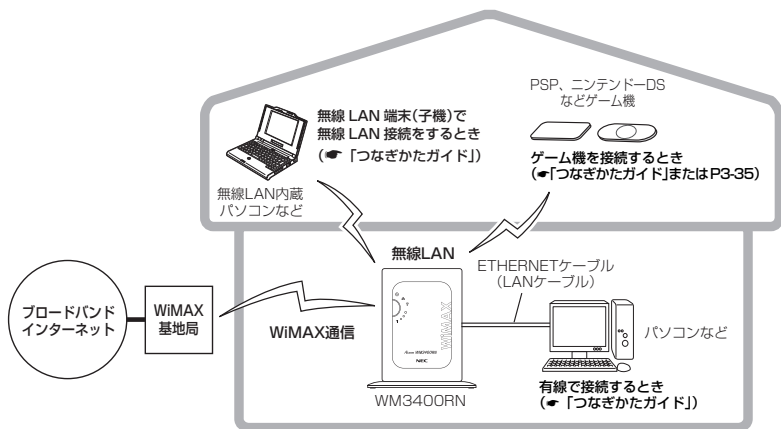 PSP、ニンテンドーDS
などゲーム機
無線 LAN 端末(子機)で
無線 LAN 接続をするとき
(☛「つなぎかたガイド」)
ゲーム機を接続するとき
(☛「つなぎかたガイド」またはP3-35)
無線LAN内蔵
パソコンなど
無線LAN
ETHERNETケーブル
(LANケーブル)
ブロードバンド
インターネット
WiMAX
基地局
WiMAX通信
WiMAX
Aterm WM3400RN
NEC
パソコンなど
WM3400RN
有線で接続するとき
(☛「つなぎかたガイド」)